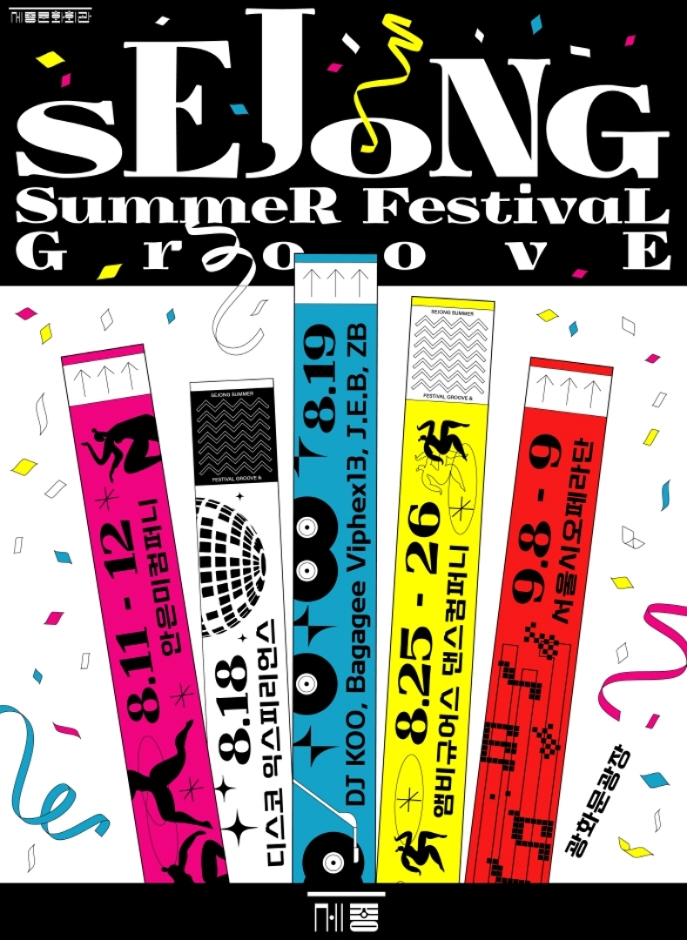 세종문화회관
SEJONG
SummeR FestivaL
GroovE
8.11 - 12
안은미컴퍼니
SEJONG SUMMER
FESTIVAL GROOVE &
8.18
디스코 익스피리언스
8.19
DJ KOO, Bagagee Viphex13, J.E.B, ZB
SEJONG SUMMER
FESTIVAL GROOVE &
8.25 - 26
앰비규어스 댄스컴퍼니
9.8 - 9
서울시오페라단
광화문광장
세종